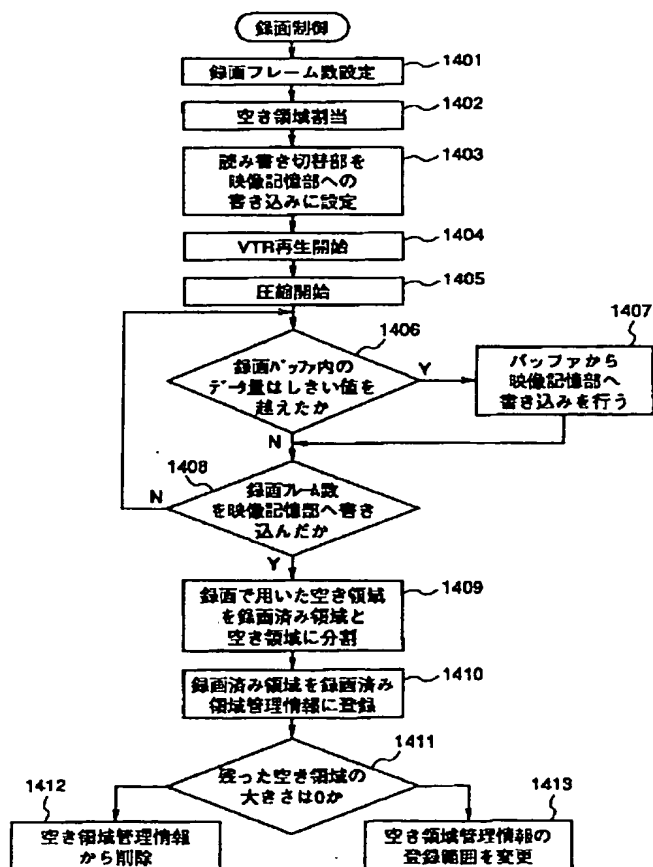 録画制御
録画フレーム数設定
1401
空き領域割当
1402
読み書き切替部を
映像記憶部への
書き込みに設定
1403
VTR再生開始
1404
圧縮開始
1405
1406
録画バッファ内の
データ量はしきい値を
越えたか
Y
N
1407
バッファから
映像記憶部へ
書き込みを行う
1408
録画フレーム数
を映像記憶部へ書き
込んだか
N
Y
録画で用いた空き領域
を録画済み領域と
空き領域に分割
1409
録画済み領域を録画済み
領域管理情報に登録
1410
1411
残った空き領域の
大きさは0か
1412
空き領域管理情報
から削除
1413
空き領域管理情報の
登録範囲を変更